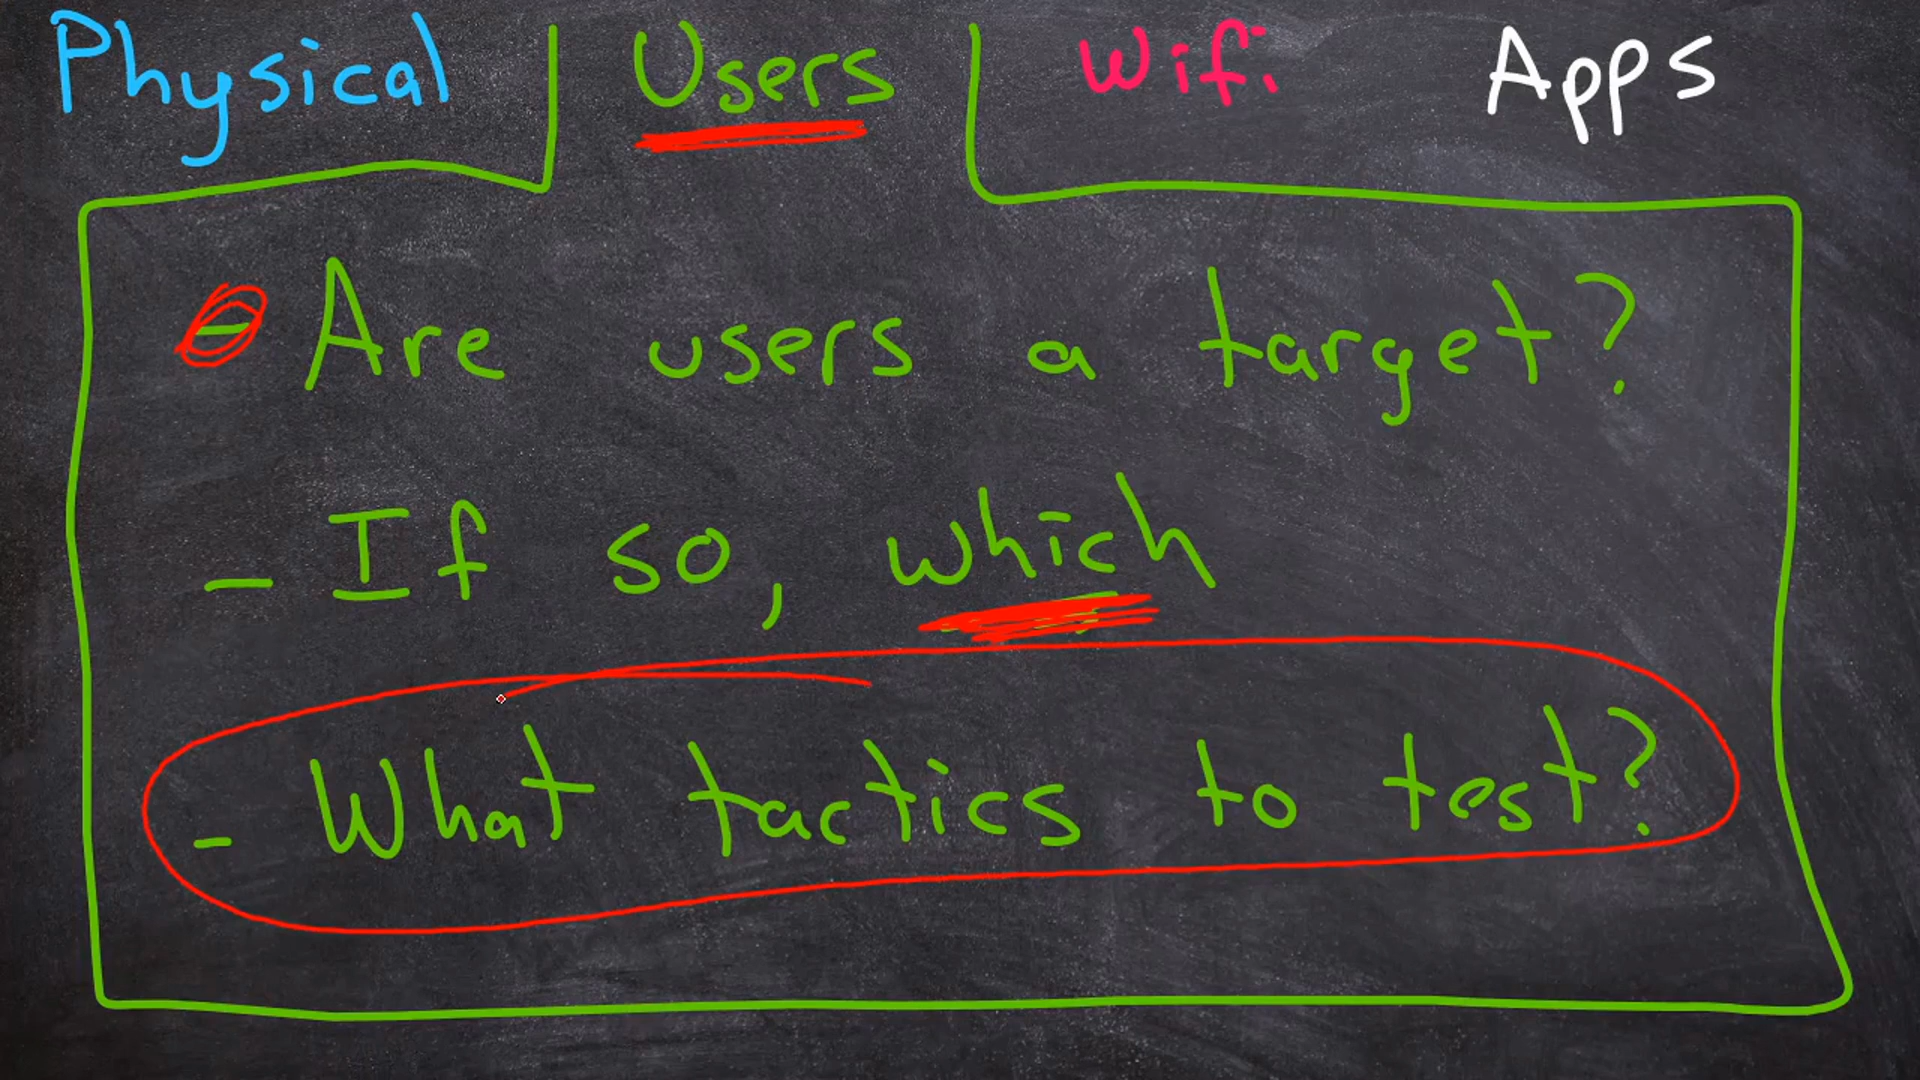 Physical Users Wifi Apps
- Are users a target?
- If so, which
- What tactics to test?